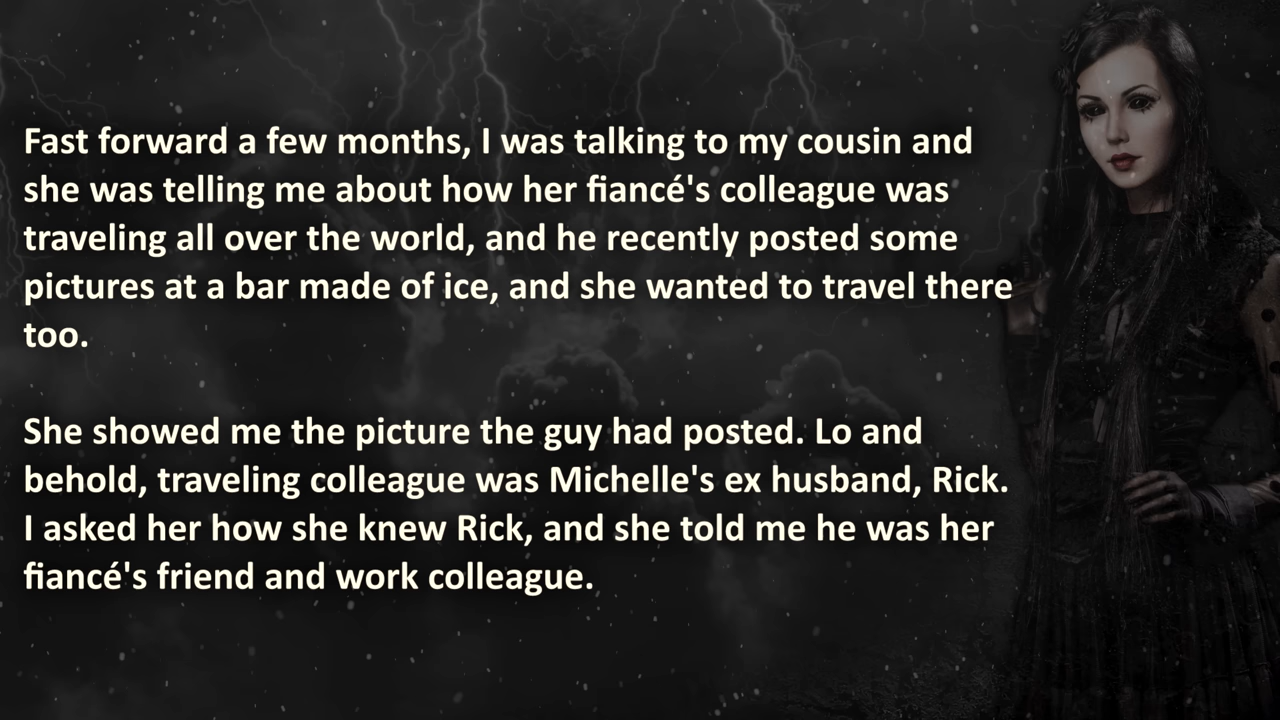 Fast forward a few months, I was talking to my cousin and
she was telling me about how her fiancé's colleague was
traveling all over the world, and he recently posted some
pictures at a bar made of ice, and she wanted to travel there
too.
She showed me the picture the guy had posted. Lo and
behold, traveling colleague was Michelle's ex husband, Rick.
I asked her how she knew Rick, and she told me he was her
fiancé's friend and work colleague.